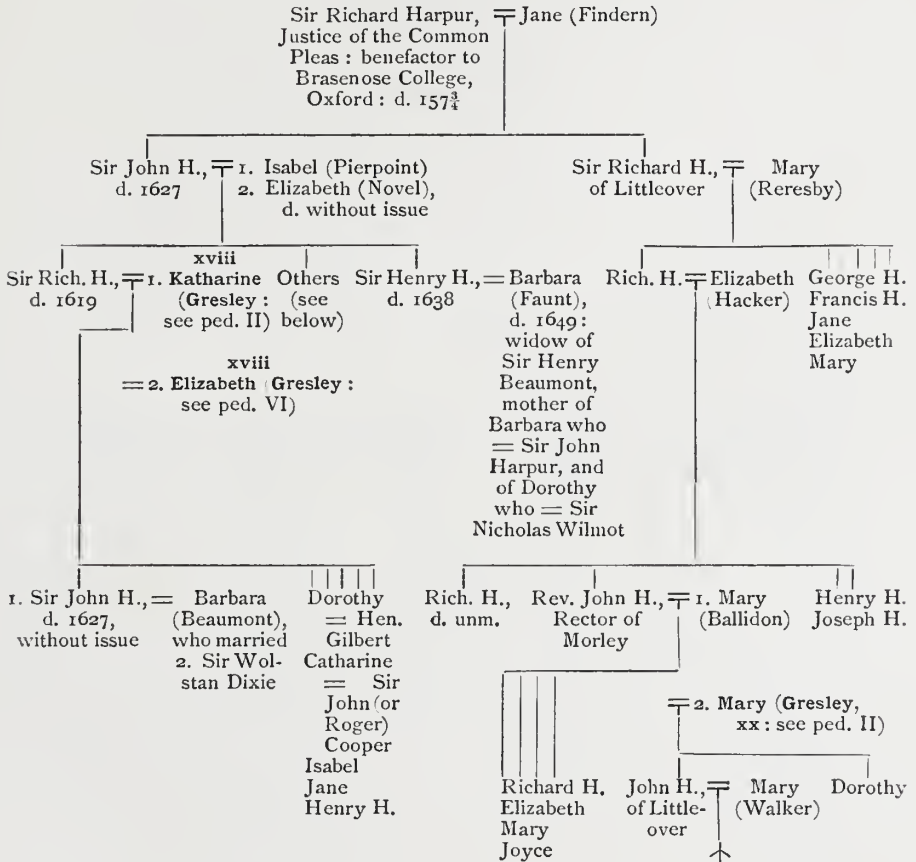 Sir Richard Harpur, ╤ Jane (Findern)
Justice of the Common
Pleas : benefactor to
Brasenose College,
Oxford : d. 157¾
Sir John H., ╤ 1. Isabel (Pierpoint)
d. 1627
2. Elizabeth (Novel),
d. without issue
Sir Richard H. ╤ Mary
of Littleover
(Reresby)
Sir Rich. H., ╤
d. 1619
xviii
1. Katharine
(Gresley :
see ped. II)
xviii
= 2. Elizabeth (Gresley :
see ped. VI)
Others
(see
below)
Sir Henry H., =
d. 1638
Barbara
(Faunt),
d. 1649 :
widow of
Sir Henry
Beaumont,
mother of
Barbara who
= Sir John
Harpur, and
of Dorothy
who = Sir
Nicholas Wilmot
Rich. H. ╤ Elizabeth
(Hacker)
George H.
Francis H.
Jane
Elizabeth
Mary
1. Sir John H., =
d. 1627,
without issue
Barbara
(Beaumont),
who married
2. Sir Wol-
stan Dixie
Dorothy
= Hen.
Gilbert
Catharine
= Sir
John (or
Roger)
Cooper
Isabel
Jane
Henry H.
Rich. H.,
d. unm.
Rev. John H., ╤ 1. Mary
Rector of
Morley
(Ballidon)
Henry H.
Joseph H.
╤ 2. Mary (Gresley,
xx : see ped. II)
Richard H.
Elizabeth
Mary
Joyce
John H., ╤ Mary
of Little-
over
(Walker)
Dorothy